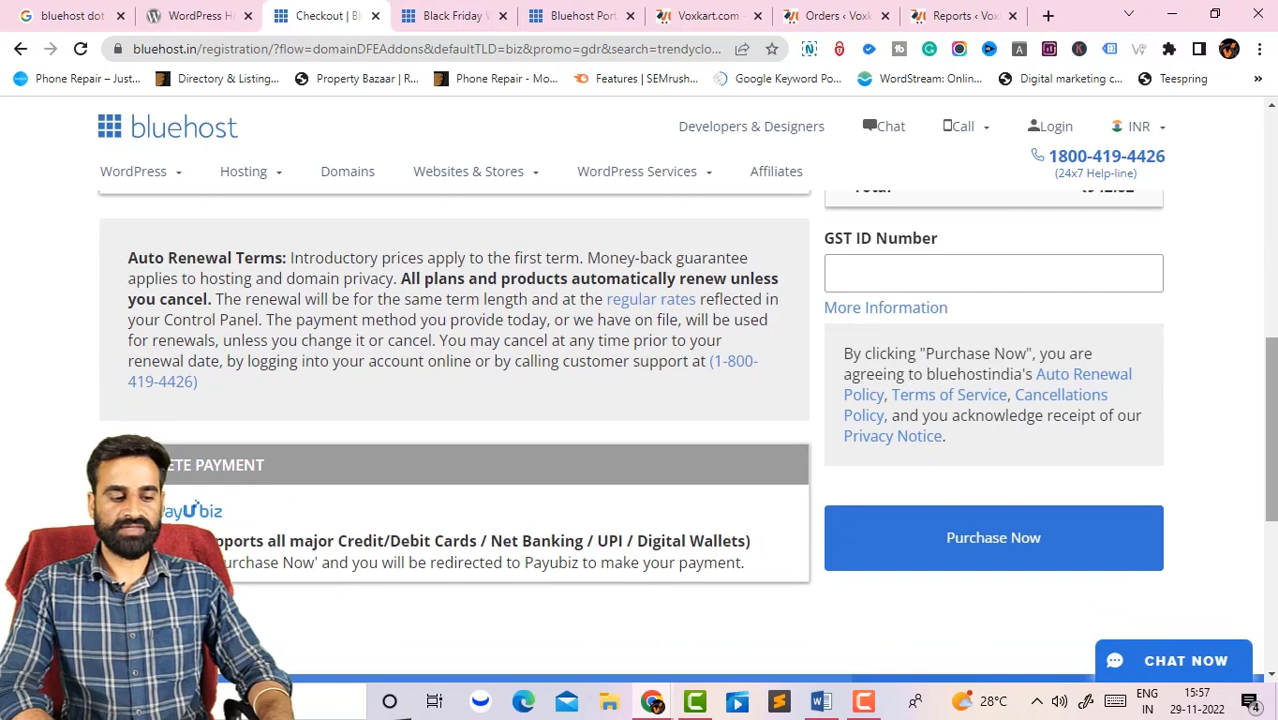 bluehost dot
WordPress H
Checkout | Bl
Black Friday V
Bluehost Por
Voxkart.com -
Orders ‹ Voxk
Reports ‹ Vox
bluehost.in/registration/?flow=domainDFEAddons&defaultTLD=biz&promo=gdr&search=trendyclo...
Phone Repair – Just...
Directory & Listing...
Property Bazaar | R...
Phone Repair - Mo...
Features | SEMrush...
Google Keyword Po...
WordStream: Onlin...
Digital marketing c...
Teespring
»
bluehost
Developers & Designers
Chat
Call
Login
INR
1800-419-4426
(24x7 Help-line)
WordPress
Hosting
Domains
Websites & Stores
WordPress Services
Affiliates
Auto Renewal Terms: Introductory prices apply to the first term. Money-back guarantee
applies to hosting and domain privacy. All plans and products automatically renew unless
you cancel. The renewal will be for the same term length and at the regular rates reflected in
your Control Panel. The payment method you provide today, or we have on file, will be used
for renewals, unless you change it or cancel. You may cancel at any time prior to your
renewal date, by logging into your account online or by calling customer support at (1-800-
419-4426)
GST ID Number
More Information
By clicking "Purchase Now", you are
agreeing to bluehostindia's Auto Renewal
Policy, Terms of Service, Cancellations
Policy, and you acknowledge receipt of our
Privacy Notice.
ETE PAYMENT
ayUbiz
pports all major Credit/Debit Cards / Net Banking / UPI / Digital Wallets)
urchase Now' and you will be redirected to Payubiz to make your payment.
Purchase Now
CHAT NOW
28°C
ENG
IN
15:57
29-11-2022
4